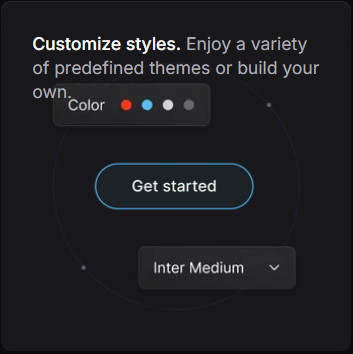 Customize styles. Enjoy a variety
of predefined themes or build your
own.
Color
Get started
Inter Medium